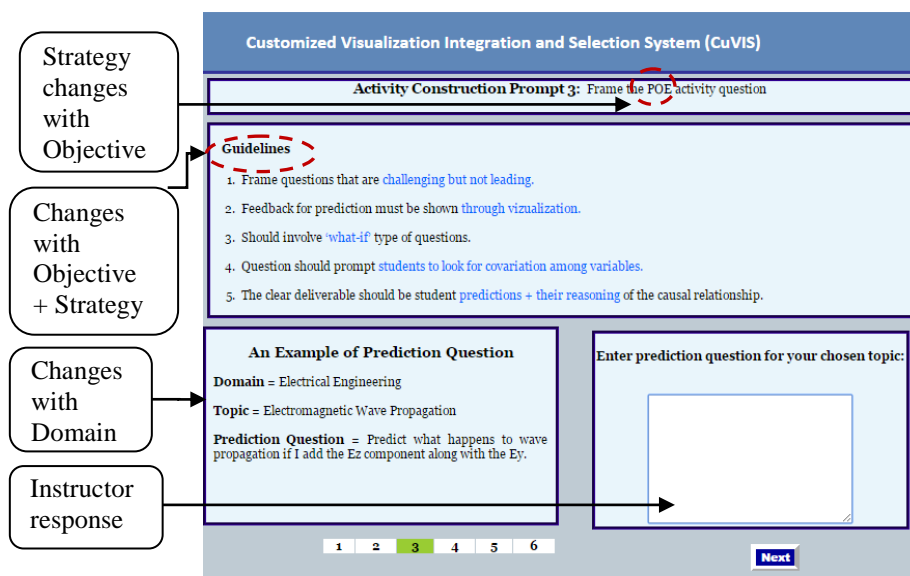 Customized Visualization Integration and Selection System (CuVIS)
Activity Construction Prompt 3: Frame the POE activity question
Strategy
changes
with
Objective
Guidelines
1. Frame questions that are challenging but not leading.
2. Feedback for prediction must be shown through vizualization.
3. Should involve 'what-if' type of questions.
4. Question should prompt students to look for covariation among variables.
5. The clear deliverable should be student predictions + their reasoning of the causal relationship.
Changes
with
Objective
+ Strategy
An Example of Prediction Question
Domain = Electrical Engineering
Topic = Electromagnetic Wave Propagation
Prediction Question = Predict what happens to wave
propagation if I add the Ez component along with the Ey.
Changes
with
Domain
Enter prediction question for your chosen topic:
Instructor
response
1 2 3 4 5 6
Next